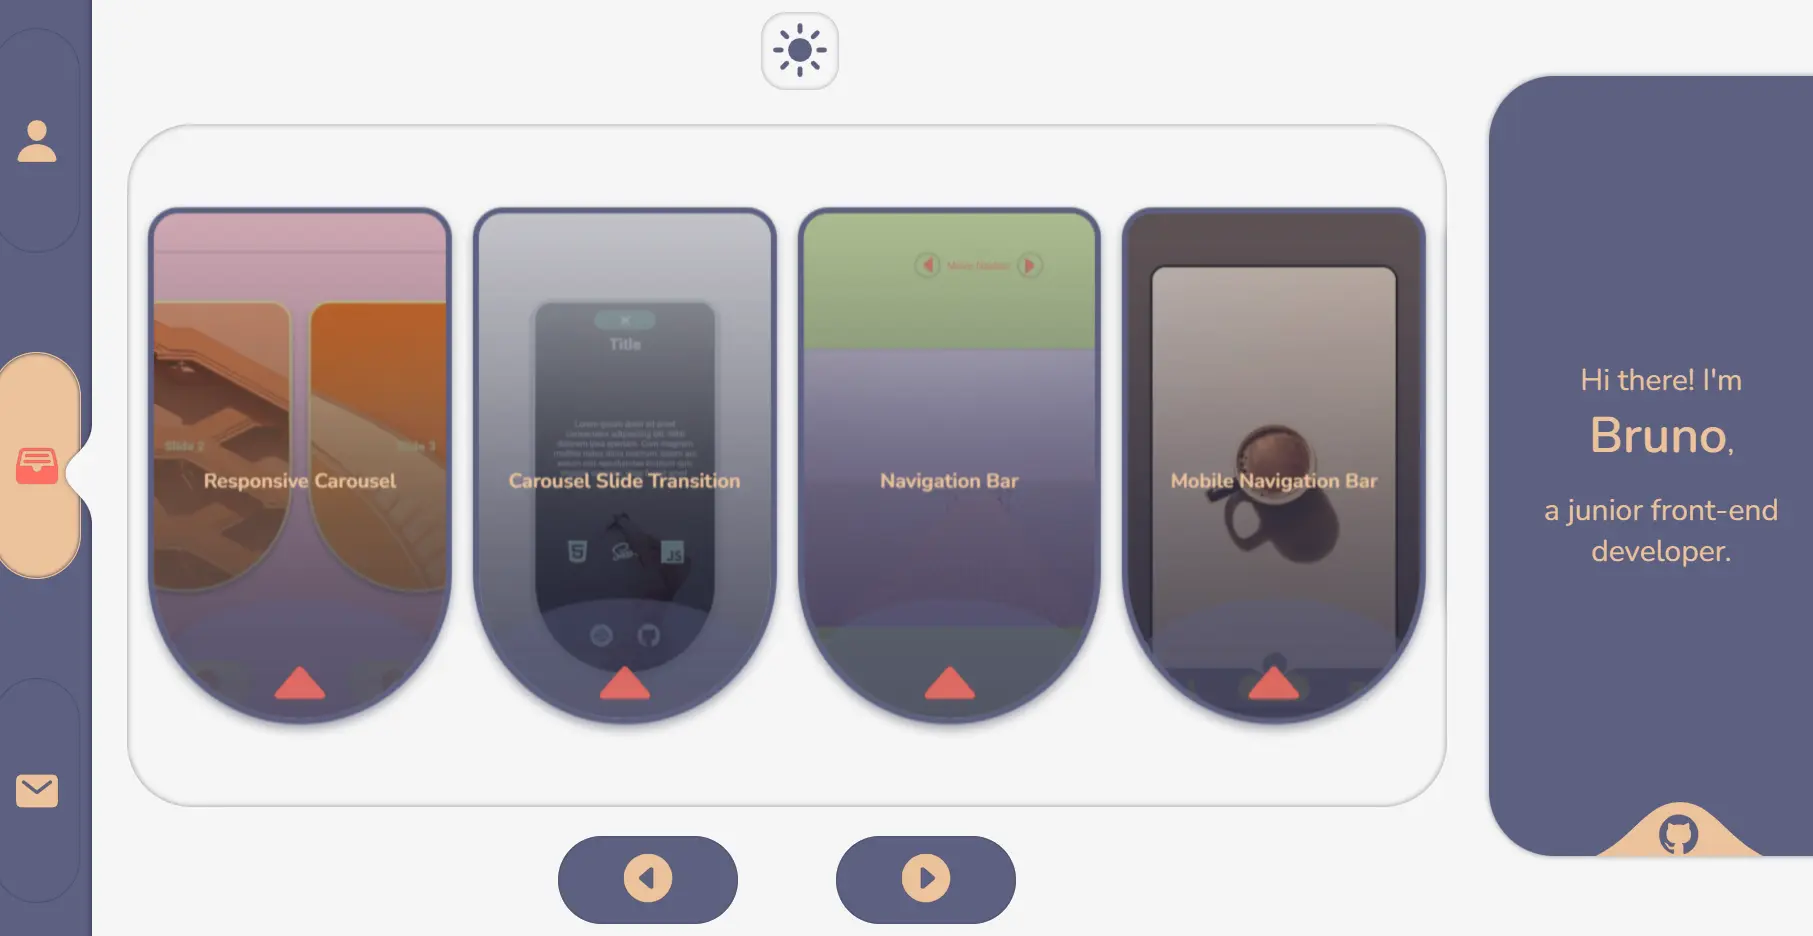 Title
Slide 2
Slide 3
Responsive Carousel
Carousel Slide Transition
JS
Navigation Bar
Mobile Navigation Bar
Hi there! I'm
Bruno,
a junior front-end
developer.